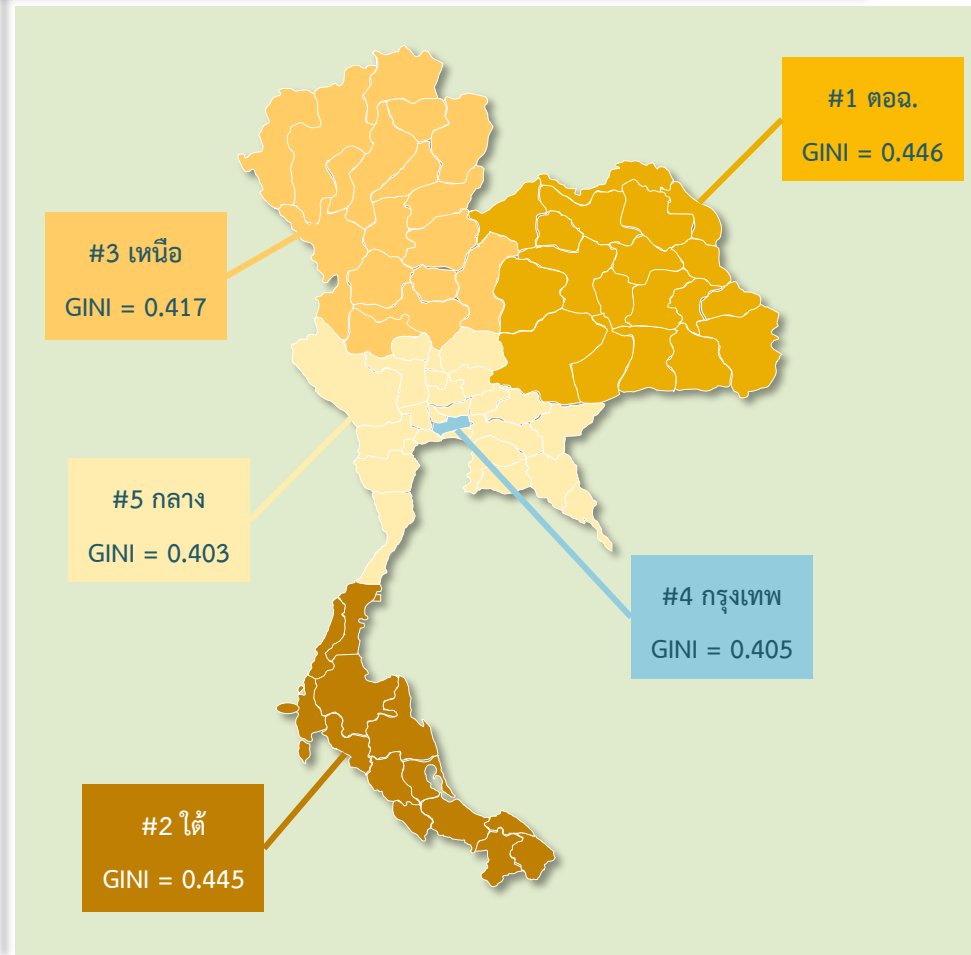 #1 ตอฉ.
GINI = 0.446
#3 เหนือ
GINI = 0.417
#5 กลาง
GINI = 0.403
#4 กรุงเทพ
GINI = 0.405
#2 ใต้
GINI = 0.445